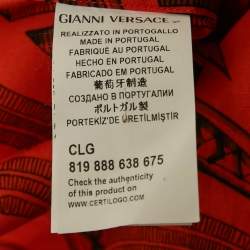 GIANNI VERSACE
REALIZZATO IN PORTOGALLO
MADE IN PORTUGAL
FABRIQUÉ AU PORTUGAL
HECHO EN PORTUGAL
FABRICADO EM PORTUGAL
葡萄牙制造
СОЗДАНО В ПОРТУГАЛИИ
ポルトガル製
PORTEKİZ'DE ÜRETİLMİŞTİR
CLG
819 888 638 675
Check the authenticity
of this product on
WWW.CERTILOGO.COM